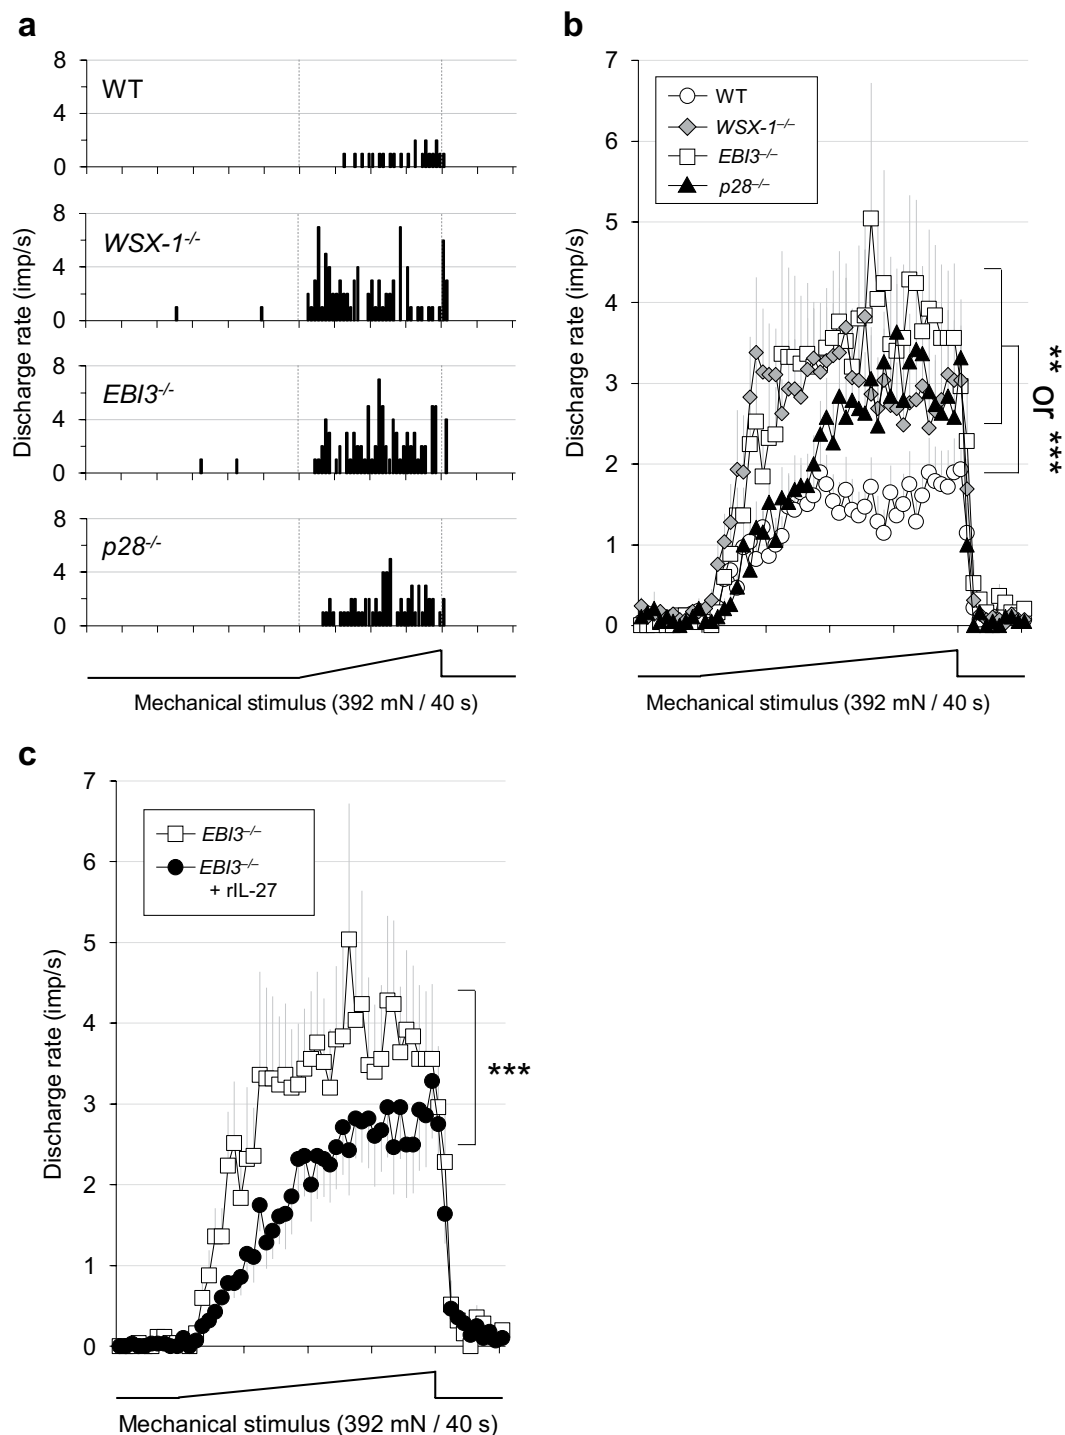 a
8
4
0
WT
8
4
0
WSX-1-/-
8
4
0
EBI3-/-
8
4
0
p28-/-
Discharge rate (imp/s)
Discharge rate (imp/s)
Mechanical stimulus (392 mN / 40 s)
b
7
6
5
4
3
2
1
0
Discharge rate (imp/s)
WT
WSX-1–/–
EBI3–/–
p28–/–
** or ***
Mechanical stimulus (392 mN / 40 s)
c
7
6
5
4
3
2
1
0
Discharge rate (imp/s)
EBI3–/–
EBI3–/–
+ rIL-27
***
Mechanical stimulus (392 mN / 40 s)